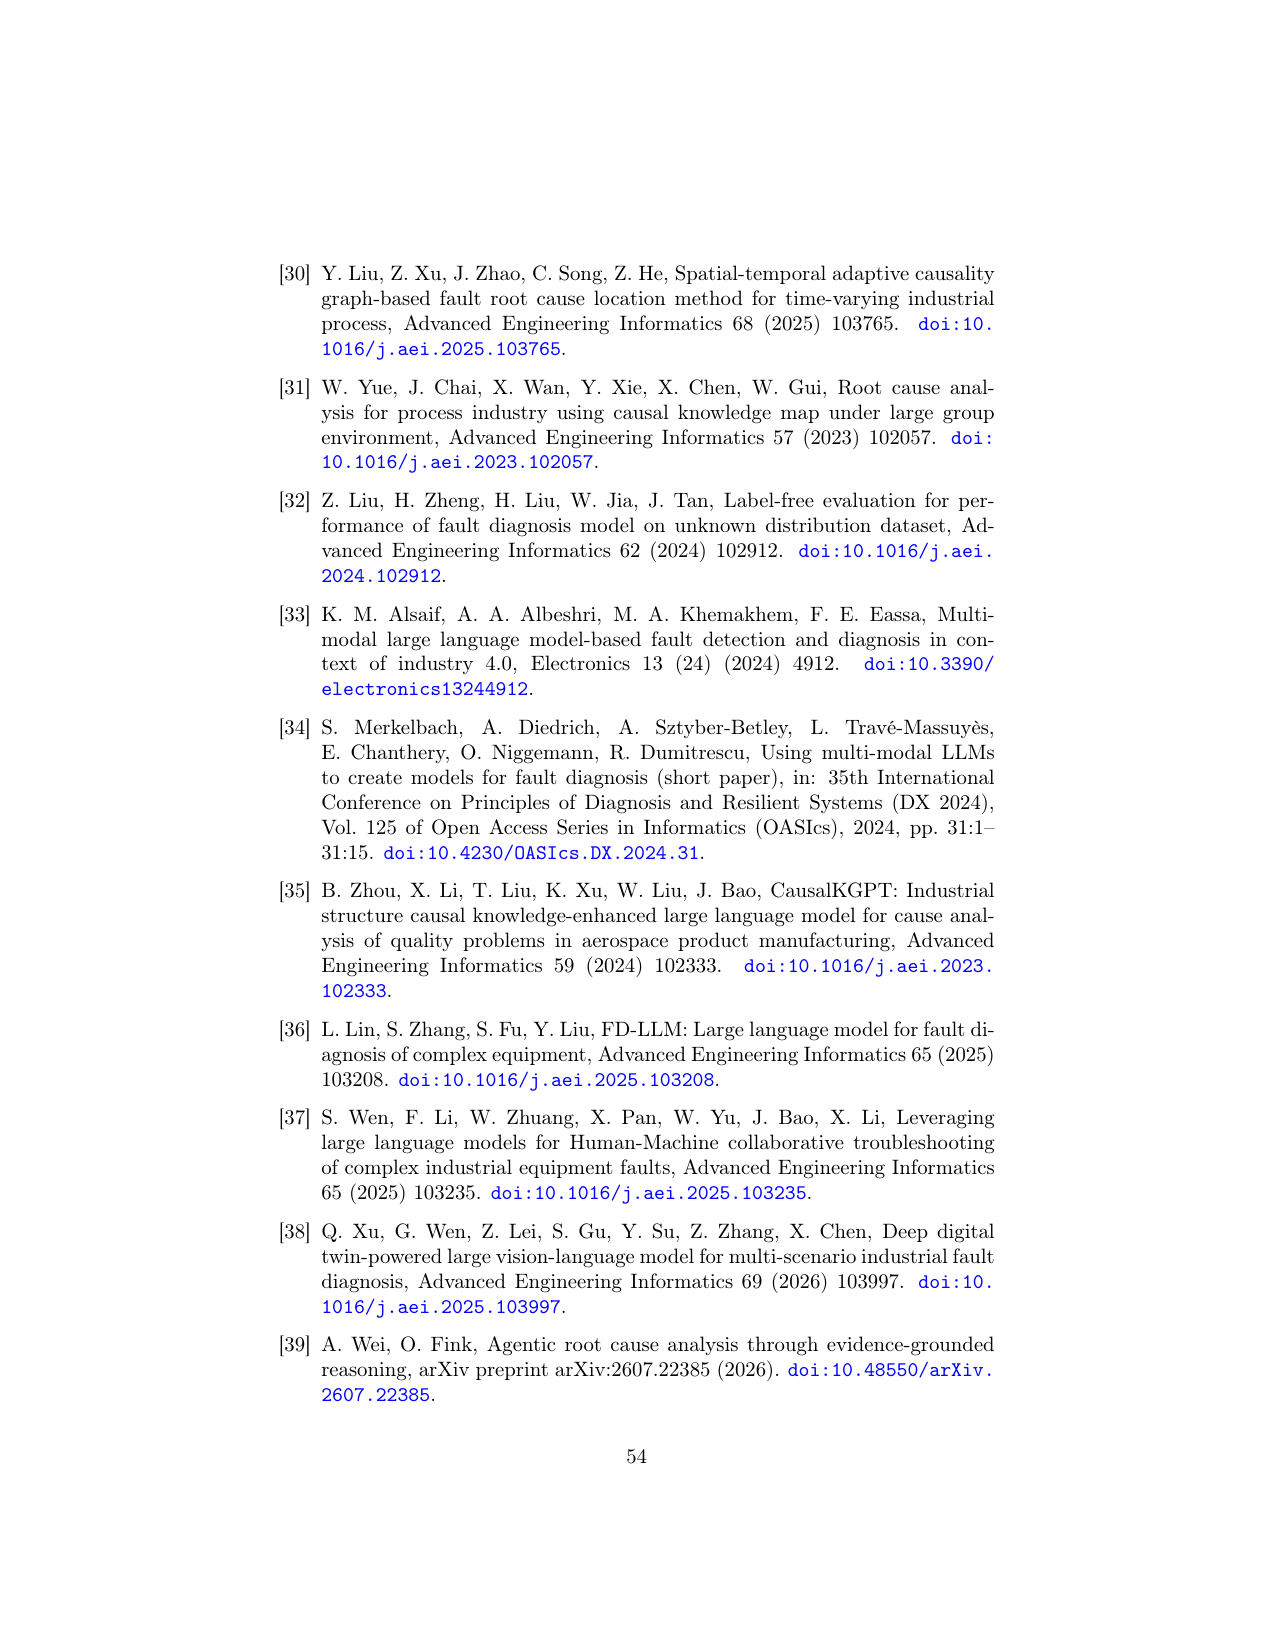 [30] Y. Liu, Z. Xu, J. Zhao, C. Song, Z. He, Spatial-temporal adaptive causality
graph-based fault root cause location method for time-varying industrial
process, Advanced Engineering Informatics 68 (2025) 103765. doi:10.
1016/j.aei.2025.103765.
[31] W. Yue, J. Chai, X. Wan, Y. Xie, X. Chen, W. Gui, Root cause anal-
ysis for process industry using causal knowledge map under large group
environment, Advanced Engineering Informatics 57 (2023) 102057. doi:
10.1016/j.aei.2023.102057.
[32] Z. Liu, H. Zheng, H. Liu, W. Jia, J. Tan, Label-free evaluation for per-
formance of fault diagnosis model on unknown distribution dataset, Ad-
vanced Engineering Informatics 62 (2024) 102912. doi:10.1016/j.aei.
2024.102912.
[33] K. M. Alsaif, A. A. Albeshri, M. A. Khemakhem, F. E. Eassa, Multi-
modal large language model-based fault detection and diagnosis in con-
text of industry 4.0, Electronics 13 (24) (2024) 4912. doi:10.3390/
electronics13244912.
[34] S. Merkelbach, A. Diedrich, A. Sztyber-Betley, L. Travé-Massuyès,
E. Chanthery, O. Niggemann, R. Dumitrescu, Using multi-modal LLMs
to create models for fault diagnosis (short paper), in: 35th International
Conference on Principles of Diagnosis and Resilient Systems (DX 2024),
Vol. 125 of Open Access Series in Informatics (OASIcs), 2024, pp. 31:1–
31:15. doi:10.4230/OASIcs.DX.2024.31.
[35] B. Zhou, X. Li, T. Liu, K. Xu, W. Liu, J. Bao, CausalKGPT: Industrial
structure causal knowledge-enhanced large language model for cause anal-
ysis of quality problems in aerospace product manufacturing, Advanced
Engineering Informatics 59 (2024) 102333. doi:10.1016/j.aei.2023.
102333.
[36] L. Lin, S. Zhang, S. Fu, Y. Liu, FD-LLM: Large language model for fault di-
agnosis of complex equipment, Advanced Engineering Informatics 65 (2025)
103208. doi:10.1016/j.aei.2025.103208.
[37] S. Wen, F. Li, W. Zhuang, X. Pan, W. Yu, J. Bao, X. Li, Leveraging
large language models for Human-Machine collaborative troubleshooting
of complex industrial equipment faults, Advanced Engineering Informatics
65 (2025) 103235. doi:10.1016/j.aei.2025.103235.
[38] Q. Xu, G. Wen, Z. Lei, S. Gu, Y. Su, Z. Zhang, X. Chen, Deep digital
twin-powered large vision-language model for multi-scenario industrial fault
diagnosis, Advanced Engineering Informatics 69 (2026) 103997. doi:10.
1016/j.aei.2025.103997.
[39] A. Wei, O. Fink, Agentic root cause analysis through evidence-grounded
reasoning, arXiv preprint arXiv:2607.22385 (2026). doi:10.48550/arXiv.
2607.22385.
54